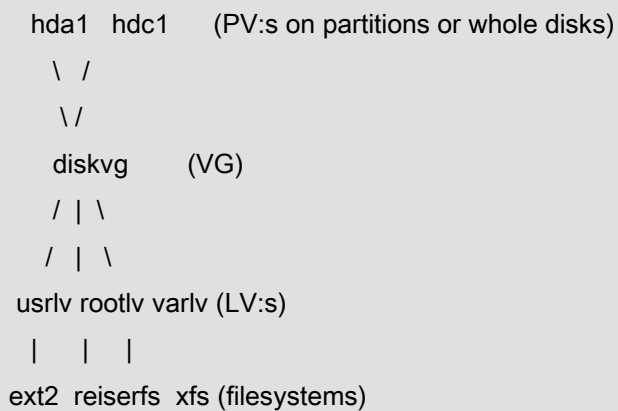 hda1   hdc1      (PV:s on partitions or whole disks)
\   /
\ /
diskvg        (VG)
/  |  \
/   |   \
usrlv rootlv varlv (LV:s)
|      |     |
ext2  reiserfs  xfs (filesystems)